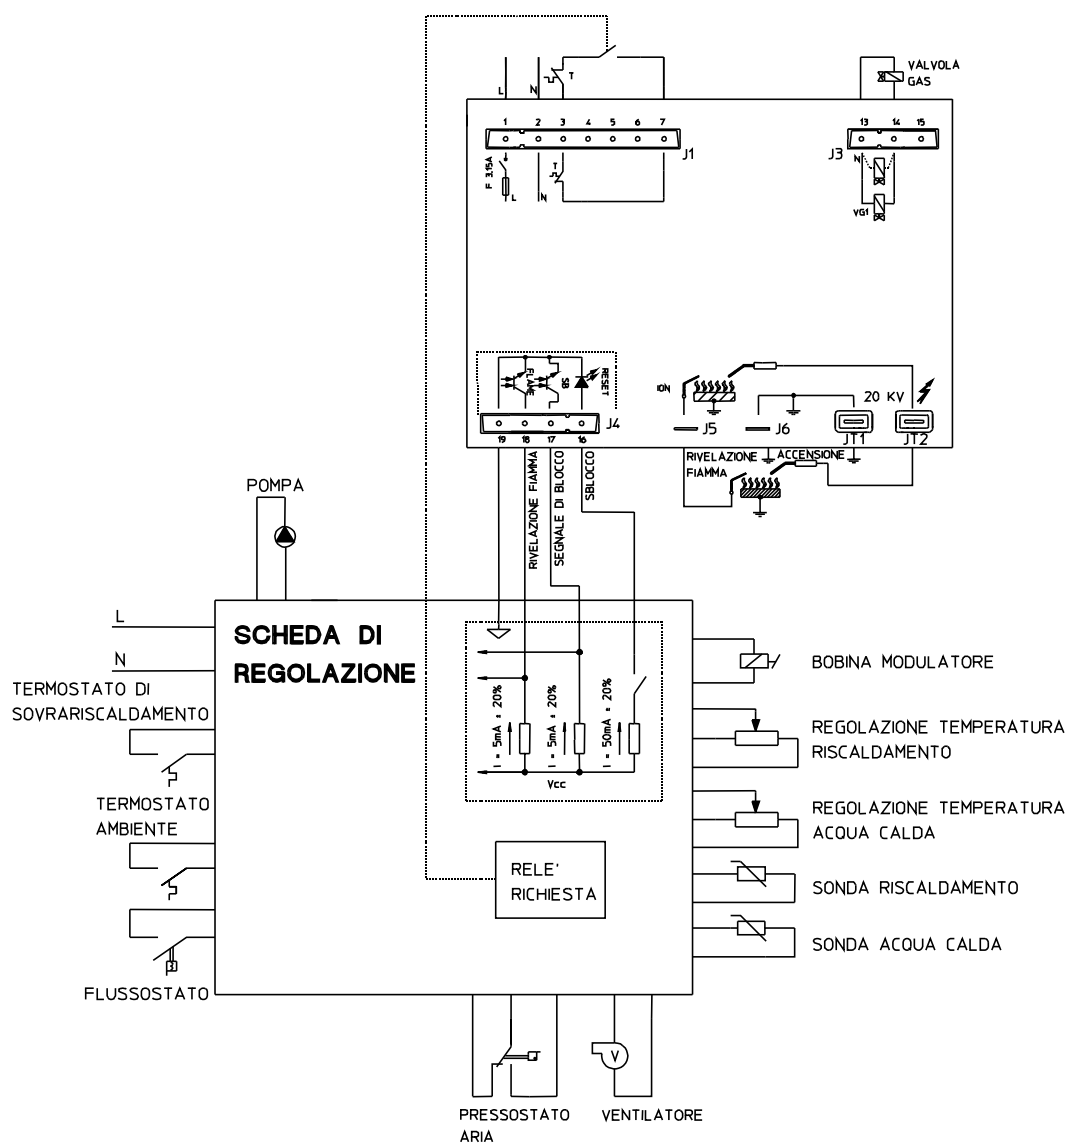 VALVOLA
GAS
L
N
T
1 2 3 4 5 6 7
J1
F 3,15A
L
N
T
13 14 15
J3
N
VG1
FLAME
SB
RESET
J4
19 18 17 16
ION
20 KV
J5
J6
JT1
JT2
RIVELAZIONE
FIAMMA
ACCENSIONE
RIVELAZIONE FIAMMA
SEGNALE DI BLOCCO
SBLOCCO
POMPA
L
N
SCHEDA DI
REGOLAZIONE
TERMOSTATO DI
SOVRARISCALDAMENTO
TERMOSTATO
AMBIENTE
FLUSSOSTATO
I = 5mA ± 20%
I = 5mA ± 20%
I = 50mA ± 20%
Vcc
RELE'
RICHIESTA
BOBINA MODULATORE
REGOLAZIONE TEMPERATURA
RISCALDAMENTO
REGOLAZIONE TEMPERATURA
ACQUA CALDA
SONDA RISCALDAMENTO
SONDA ACQUA CALDA
V
PRESSOSTATO
ARIA
VENTILATORE